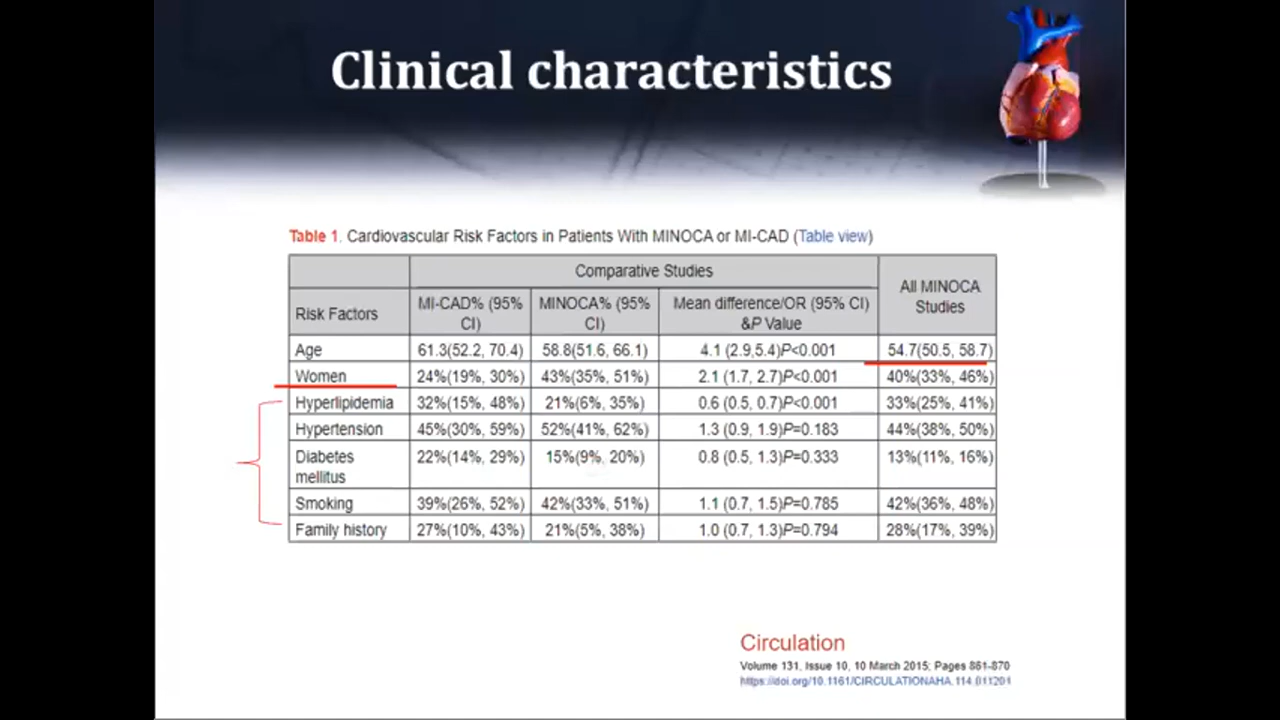 Clinical characteristics
Table 1. Cardiovascular Risk Factors in Patients With MINOCA or MI-CAD (Table view)
Comparative Studies
All MINOCA
Studies
Risk Factors
MI-CAD% (95%
CI)
MINOCA% (95%
CI)
Mean difference/OR (95% CI)
&P Value
Age 61.3(52.2, 70.4) 58.8(51.6, 66.1) 4.1 (2.9,5.4)P<0.001 54.7(50.5, 58.7)
Women 24%(19%, 30%) 43%(35%, 51%) 2.1 (1.7, 2.7)P<0.001 40%(33%, 46%)
Hyperlipidemia 32%(15%, 48%) 21%(6%, 35%) 0.6 (0.5, 0.7)P<0.001 33%(25%, 41%)
Hypertension 45%(30%, 59%) 52%(41%, 62%) 1.3 (0.9, 1.9)P=0.183 44%(38%, 50%)
Diabetes
mellitus 22%(14%, 29%) 15%(9%, 20%) 0.8 (0.5, 1.3)P=0.333 13%(11%, 16%)
Smoking 39%(26%, 52%) 42%(33%, 51%) 1.1 (0.7, 1.5)P=0.785 42%(36%, 48%)
Family history 27%(10%, 43%) 21%(5%, 38%) 1.0 (0.7, 1.3)P=0.794 28%(17%, 39%)
Circulation
Volume 131, Issue 10, 10 March 2015; Pages 861-870
https://doi.org/10.1161/CIRCULATIONAHA.114.011201